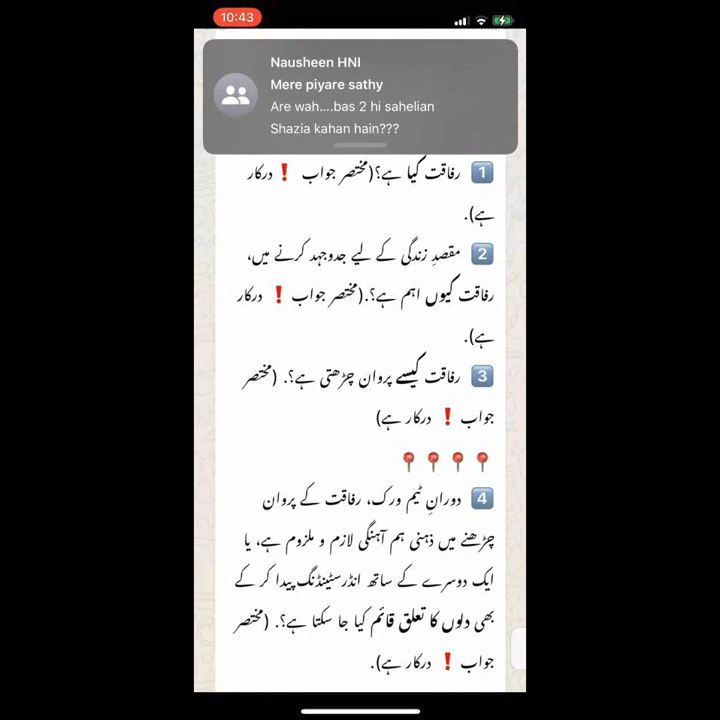 10:43
Nausheen HNI
Mere piyare sathy
Are wah....bas 2 hi sahelian
Shazia kahan hain???
1️⃣ رفاقت کیا ہے؟(مختصر جواب ❗ درکار
ہے).
2️⃣ مقصدِ زندگی کے لیے جدوجہد کرنے میں،
رفاقت کیوں اہم ہے؟.(مختصر جواب ❗ درکار
ہے).
3️⃣ رفاقت کیسے پروان چڑھتی ہے؟. (مختصر
جواب ❗ درکار ہے)
📍📍📍📍
4️⃣ دورانِ ٹیم ورک، رفاقت کے پروان
چڑھنے میں ذہنی ہم آہنگی لازم و ملزوم ہے، یا
ایک دوسرے کے ساتھ انڈرسٹینڈنگ پیدا کر کے
بھی دلوں کا تعلق قائم کیا جا سکتا ہے؟. (مختصر
جواب ❗ درکار ہے).